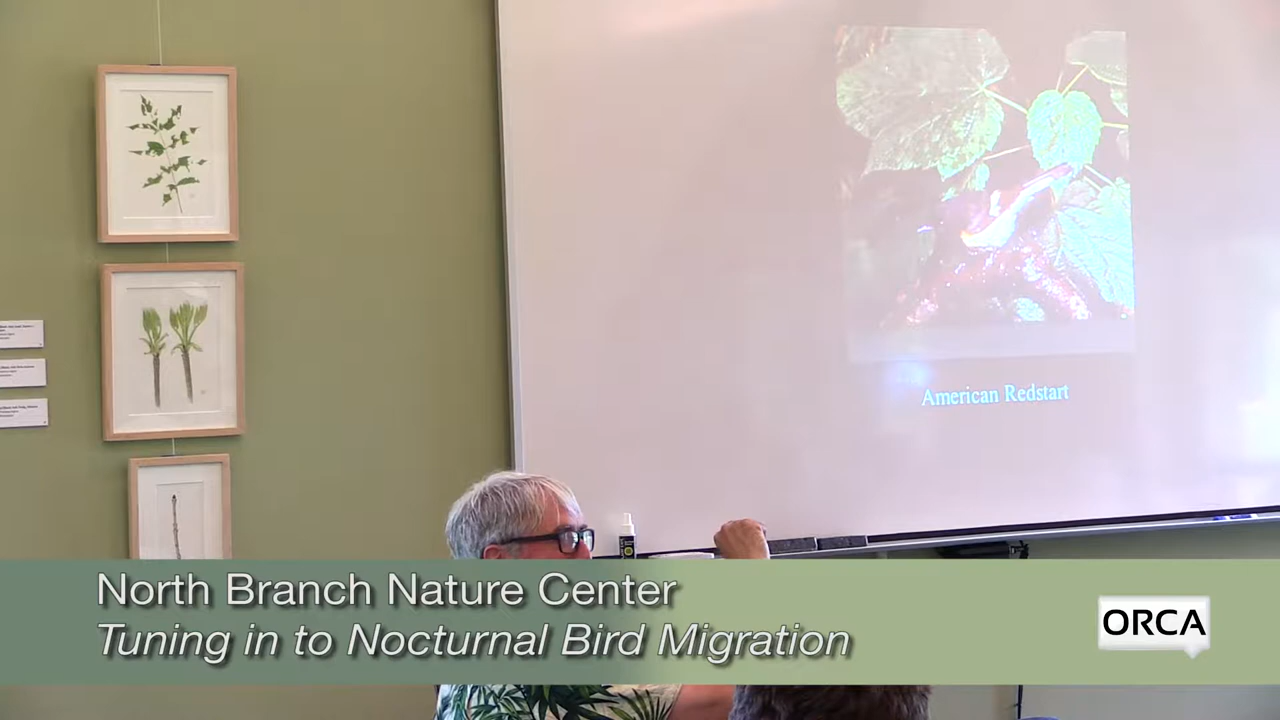 American Redstart
North Branch Nature Center
Tuning in to Nocturnal Bird Migration
ORCA